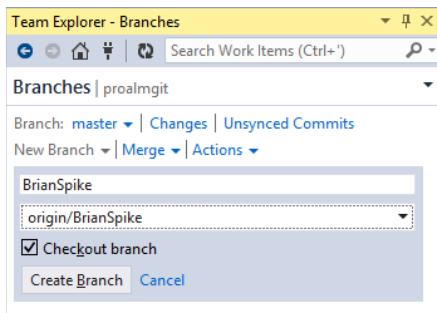 Team Explorer - Branches
Search Work Items (Ctrl+')
Branches | proalmgit
Branch: master | Changes | Unsynced Commits
New Branch | Merge | Actions
BrianSpike
origin/BrianSpike
Checkout branch
Create Branch Cancel